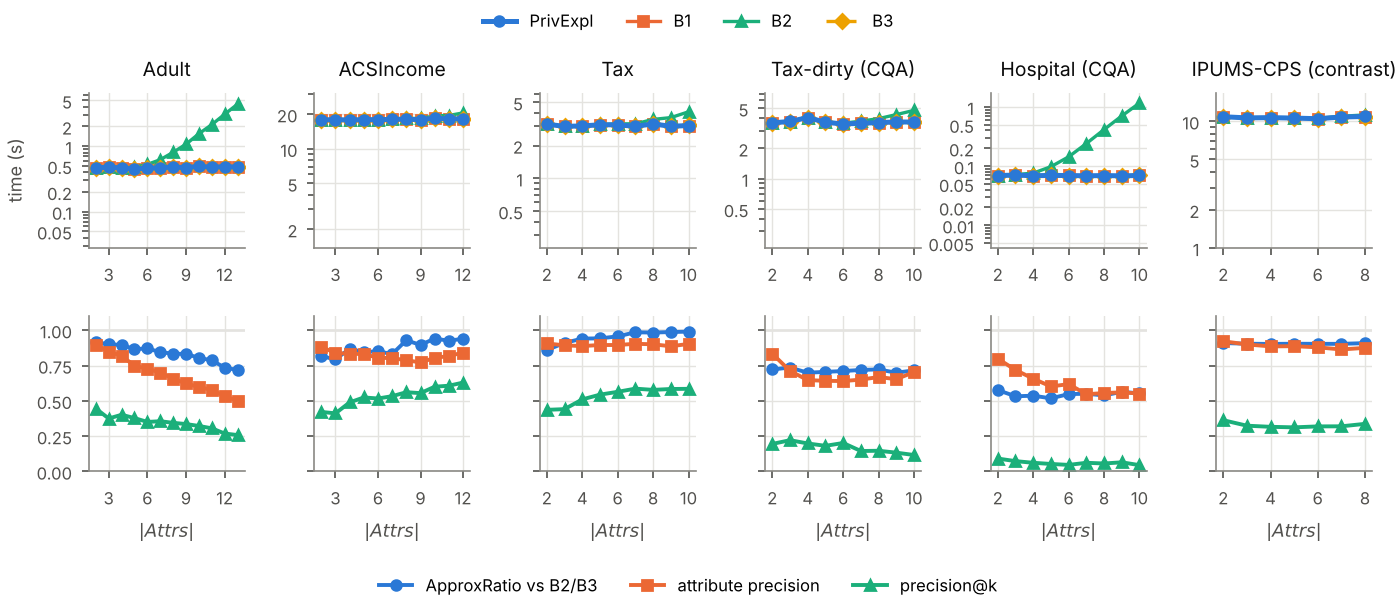 PrivExpl B1 B2 B3
Adult ACSIncome Tax Tax-dirty (CQA) Hospital (CQA) IPUMS-CPS (contrast)
time (s)
5 2 1 0.5 0.2 0.1 0.05
3 6 9 12
20 10 5 2
3 6 9 12
5 2 1 0.5
2 4 6 8 10
5 2 1 0.5
2 4 6 8 10
1 0.5 0.2 0.1 0.05 0.02 0.01 0.005
2 4 6 8 10
10 5 2 1
2 4 6 8
1.00 0.75 0.50 0.25 0.00
3 6 9 12
3 6 9 12
2 4 6 8 10
2 4 6 8 10
2 4 6 8 10
2 4 6 8
|Attrs| |Attrs| |Attrs| |Attrs| |Attrs| |Attrs|
ApproxRatio vs B2/B3 attribute precision precision@k